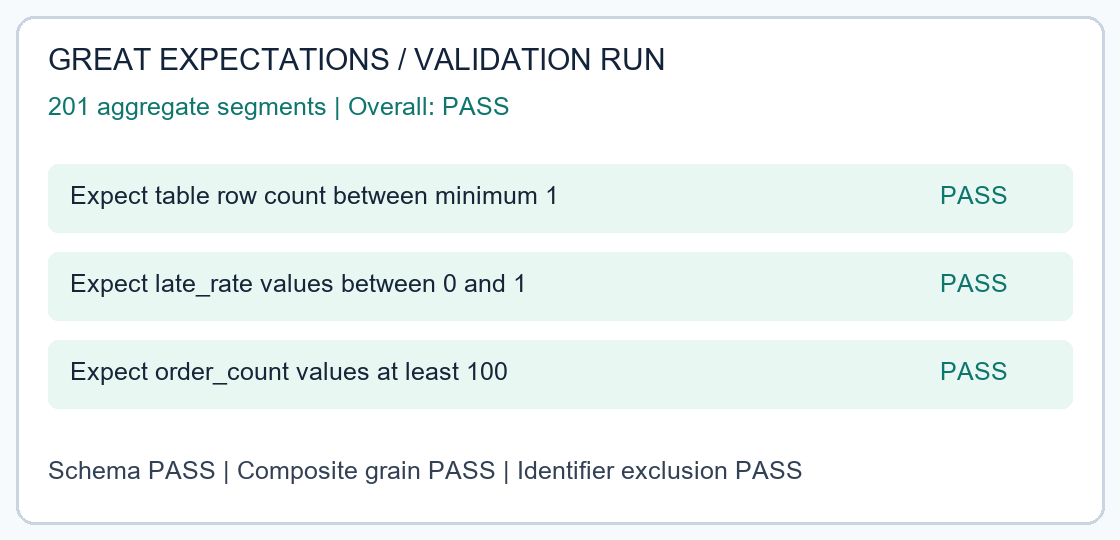 GREAT EXPECTATIONS / VALIDATION RUN
201 aggregate segments | Overall: PASS
Expect table row count between minimum 1 PASS
Expect late_rate values between 0 and 1 PASS
Expect order_count values at least 100 PASS
Schema PASS | Composite grain PASS | Identifier exclusion PASS